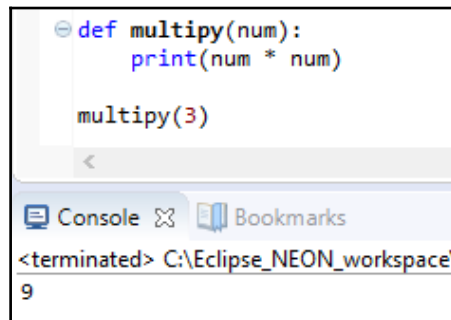 def multipy(num):
    print(num * num)
multipy(3)
Console Bookmarks
<terminated> C:\Eclipse_NEON_workspace\
9